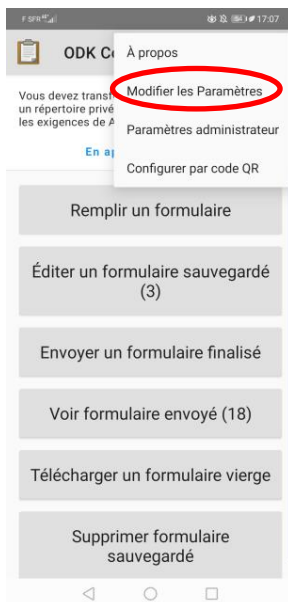 F SFR 17:07
ODK Co
À propos
Modifier les Paramètres
Paramètres administrateur
Configurer par code QR
Vous devez transf
un répertoire privé
les exigences de A
En ap
Remplir un formulaire
Éditer un formulaire sauvegardé
(3)
Envoyer un formulaire finalisé
Voir formulaire envoyé (18)
Télécharger un formulaire vierge
Supprimer formulaire
sauvegardé